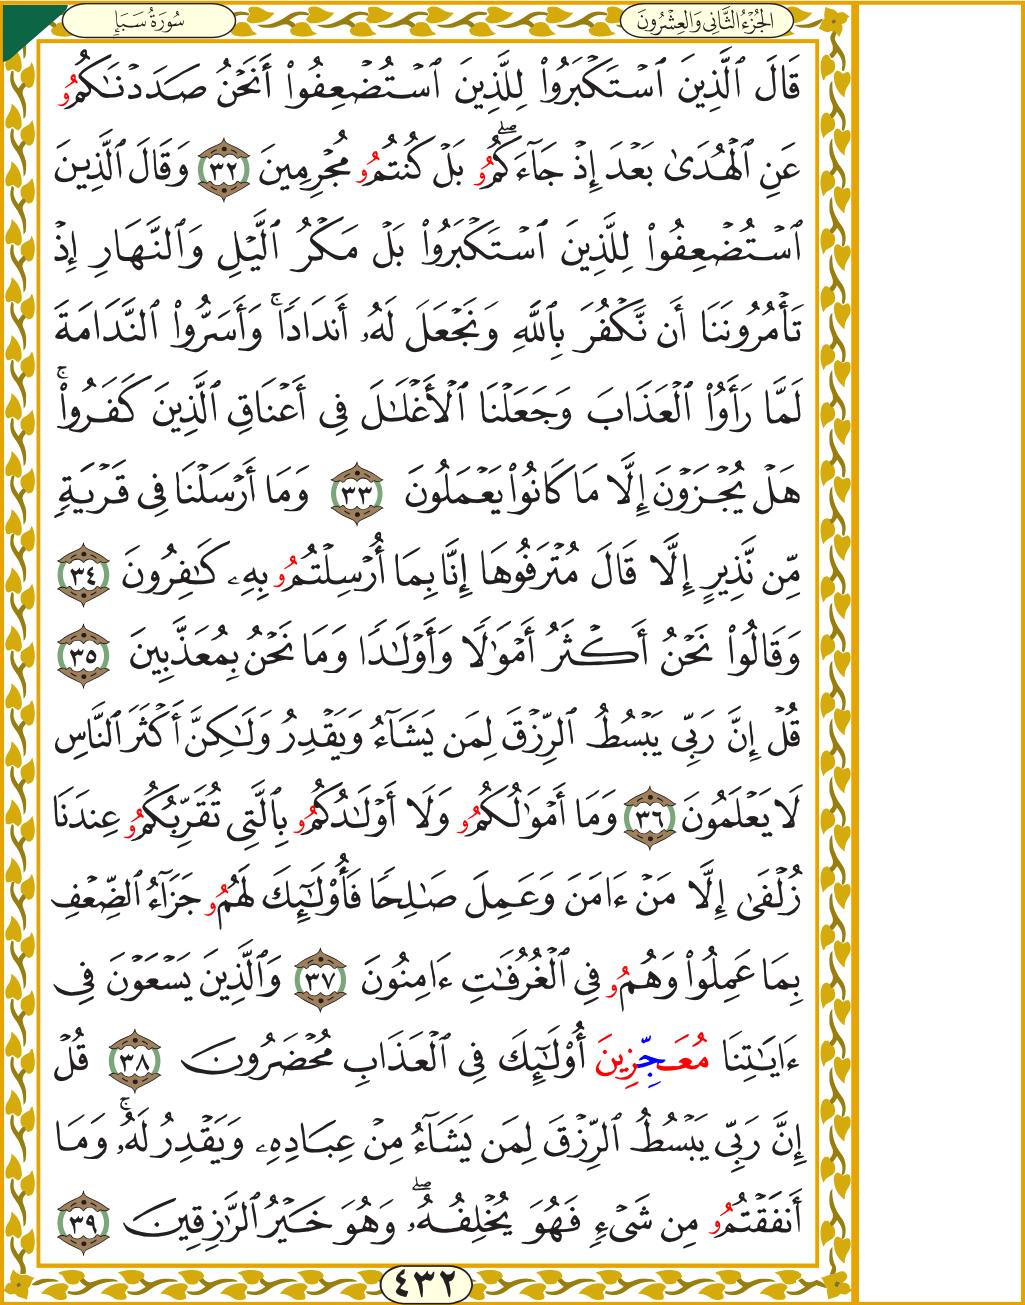 الجُزْءُ الثَّانِي وَالعِشْرُونَ
سُورَةُ سَبَإٍ
قَالَ ٱلَّذِينَ ٱسْتَكْبَرُوا۟ لِلَّذِينَ ٱسْتُضْعِفُوٓا۟ أَنَحْنُ صَدَدْنَـٰكُمُۥ
عَنِ ٱلْهُدَىٰ بَعْدَ إِذْ جَآءَكُمُۥۖ بَلْ كُنتُمُۥ مُجْرِمِينَ ٣٢ وَقَالَ ٱلَّذِينَ
ٱسْتُضْعِفُوا۟ لِلَّذِينَ ٱسْتَكْبَرُوا۟ بَلْ مَكْرُ ٱلَّيْلِ وَٱلنَّهَارِ إِذْ
تَأْمُرُونَنَا أَن نَّكْفُرَ بِٱللَّهِ وَنَجْعَلَ لَهُۥ أَندَادًاۚ وَأَسَرُّوا۟ ٱلنَّدَامَةَ
لَمَّا رَأَوُا۟ ٱلْعَذَابَ وَجَعَلْنَا ٱلْأَغْلَـٰلَ فِى أَعْنَاقِ ٱلَّذِينَ كَفَرُوا۟ۚ
هَلْ يُجْزَوْنَ إِلَّا مَا كَانُوا۟ يَعْمَلُونَ ٣٣ وَمَا أَرْسَلْنَا فِى قَرْيَةٍ
مِّن نَّذِيرٍ إِلَّا قَالَ مُتْرَفُوهَا إِنَّا بِمَا أُرْسِلْتُمُۥ بِهِۦ كَـٰفِرُونَ ٣٤
وَقَالُوا۟ نَحْنُ أَكْثَرُ أَمْوَٰلًا وَأَوْلَـٰدًا وَمَا نَحْنُ بِمُعَذَّبِينَ ٣٥
قُلْ إِنَّ رَبِّى يَبْسُطُ ٱلرِّزْقَ لِمَن يَشَآءُ وَيَقْدِرُ وَلَـٰكِنَّ أَكْثَرَ ٱلنَّاسِ
لَا يَعْلَمُونَ ٣٦ وَمَا أَمْوَٰلُكُمُۥ وَلَا أَوْلَـٰدُكُمُۥ بِٱلَّتِى تُقَرِّبُكُمُۥ عِندَنَا
زُلْفَىٰ إِلَّا مَنْ ءَامَنَ وَعَمِلَ صَـٰلِحًا فَأُو۟لَـٰٓئِكَ لَهُمُۥ جَزَآءُ ٱلضِّعْفِ
بِمَا عَمِلُوا۟ وَهُمُۥ فِى ٱلْغُرُفَـٰتِ ءَامِنُونَ ٣٧ وَٱلَّذِينَ يَسْعَوْنَ فِى
ءَايَـٰتِنَا مُعَجِّزِينَ أُو۟لَـٰٓئِكَ فِى ٱلْعَذَابِ مُحْضَرُونَ ٣٨ قُلْ
إِنَّ رَبِّى يَبْسُطُ ٱلرِّزْقَ لِمَن يَشَآءُ مِنْ عِبَادِهِۦ وَيَقْدِرُ لَهُۥۚ وَمَا
أَنفَقْتُمُۥ مِن شَىْءٍ فَهُوَ يُخْلِفُهُۥۖ وَهُوَ خَيْرُ ٱلرَّٰزِقِينَ ٣٩
٤٣٢